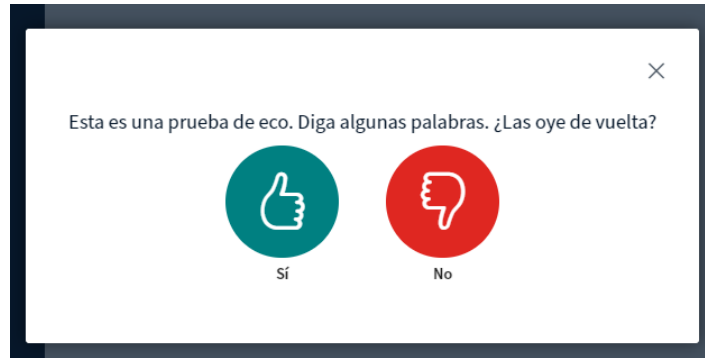 Esta es una prueba de eco. Diga algunas palabras. ¿Las oye de vuelta?
Sí
No